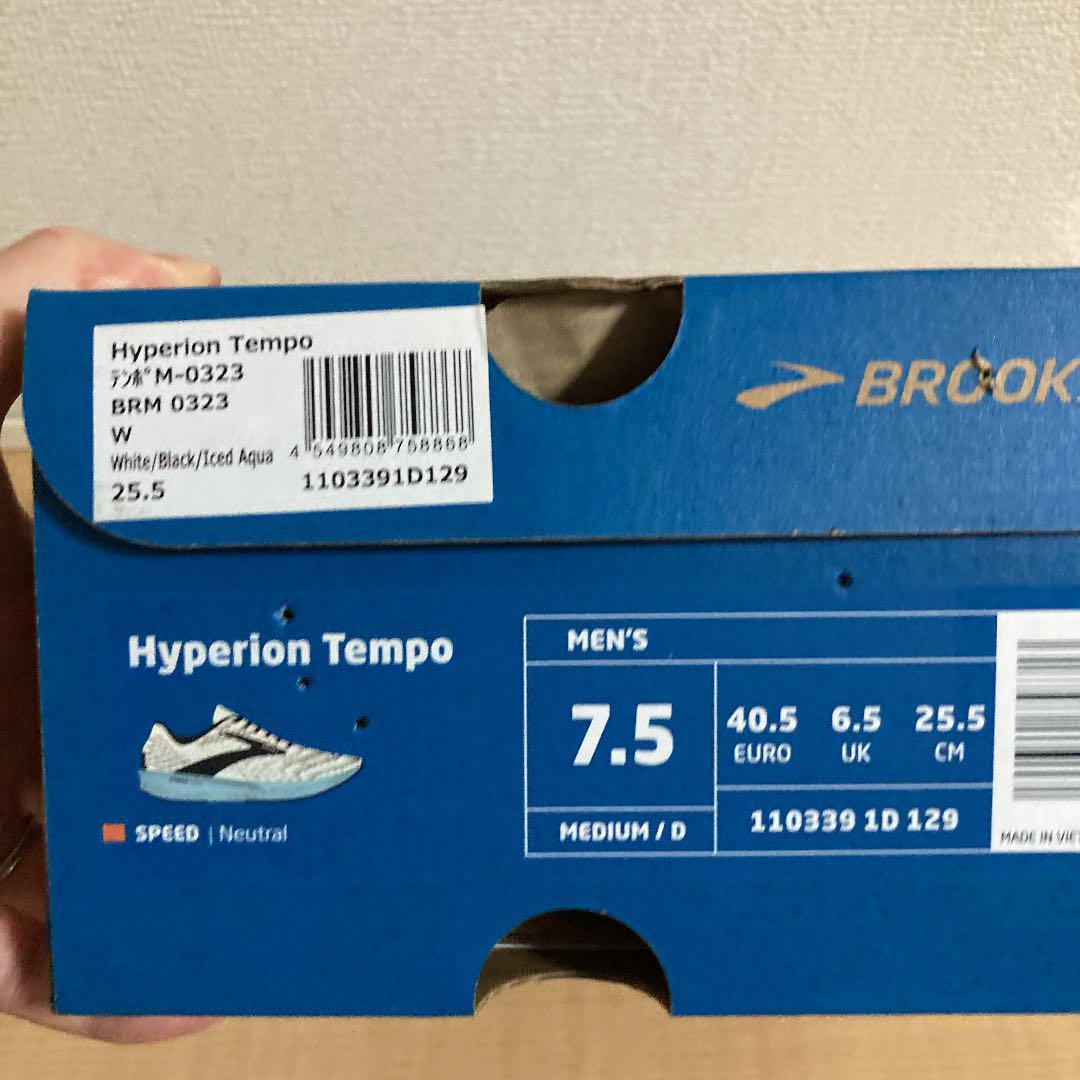 Hyperion Tempo
ﾃﾝﾎﾟM-0323
BRM 0323
W
White/Black/Iced Aqua
25.5
4 549808 758868
1103391D129
BROOK
Hyperion Tempo
SPEED | Neutral
MEN'S
7.5
40.5 6.5 25.5
EURO UK CM
MEDIUM / D
110339 1D 129
MADE IN VIET